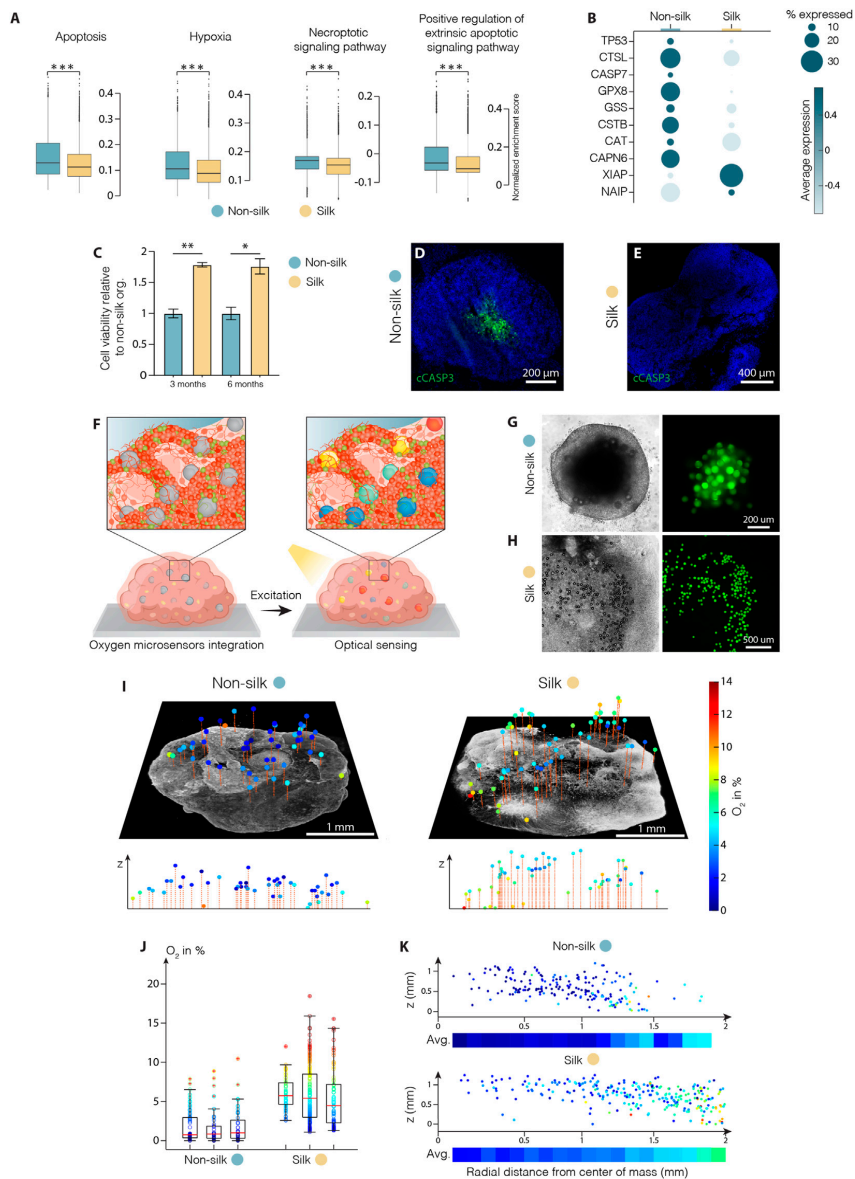 A
Apoptosis
Hypoxia
Necroptotic
signaling pathway
Positive regulation of
extrinsic apoptotic
signaling pathway
***
***
***
***
0.4
0.3
0.2
0.1
0
0.4
0.3
0.2
0.1
0.2
0.1
0
-0.1
0.4
0.2
0
Normalized enrichment score
Non-silk
Silk
B
Non-silk
Silk
TP53
CTSL
CASP7
GPX8
GSS
CSTB
CAT
CAPN6
XIAP
NAIP
% expressed
10
20
30
Average expression
0.4
0
-0.4
C
Cell viability relative
to non-silk org.
2
1.5
1
0.5
0
**
*
3 months
6 months
Non-silk
Silk
D
Non-silk
cCASP3
200 µm
E
Silk
cCASP3
400 µm
F
Excitation
Oxygen microsensors integration
Optical sensing
G
Non-silk
200 um
H
Silk
500 um
I
Non-silk
Silk
1 mm
1 mm
z
z
14
12
10
8
6
4
2
0
O2 in %
J
O2 in %
20
15
10
5
0
Non-silk
Silk
K
Non-silk
z (mm)
1
0.5
0
0
0.5
1
1.5
2
Avg.
Silk
z (mm)
1
0.5
0
0
0.5
1
1.5
2
Avg.
Radial distance from center of mass (mm)